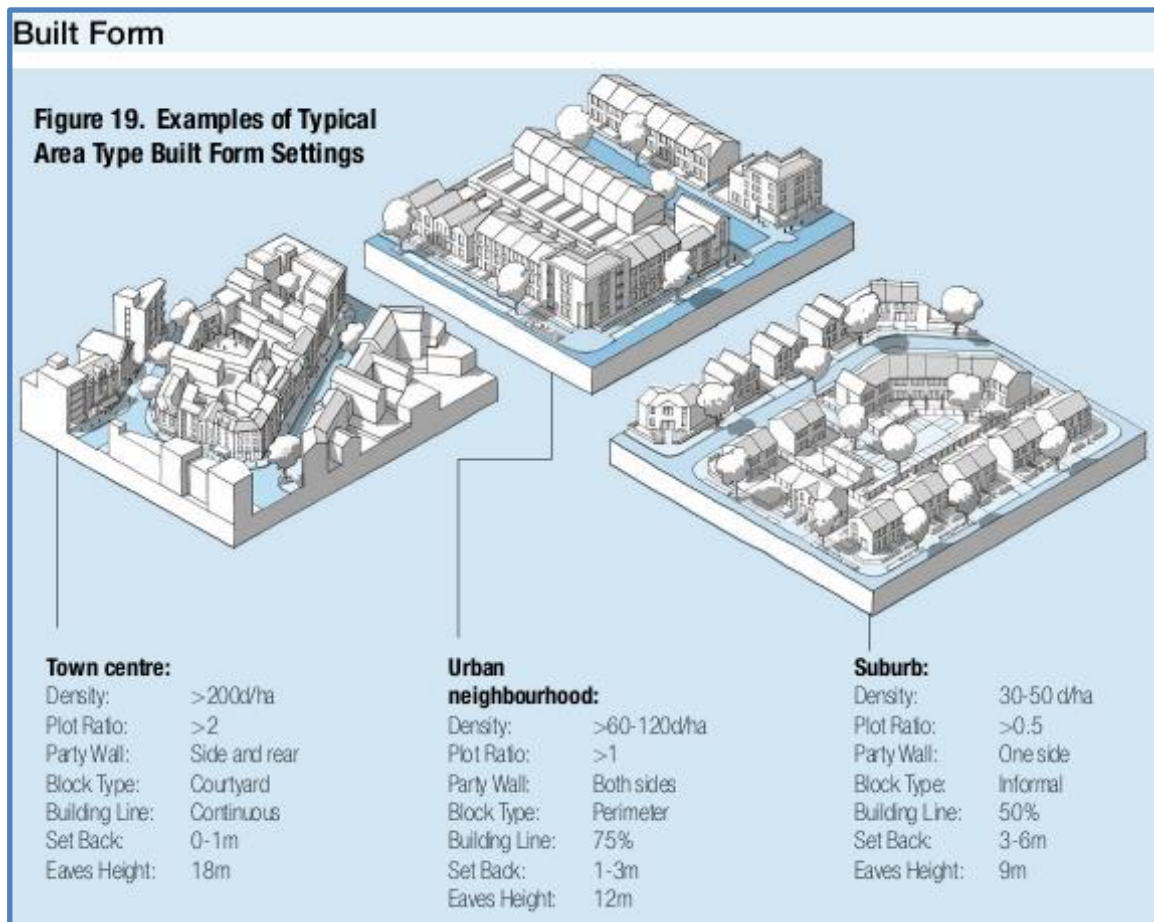 Built Form
Figure 19. Examples of Typical
Area Type Built Form Settings
Town centre:
Density: >200d/ha
Plot Ratio: >2
Party Wall: Side and rear
Block Type: Courtyard
Building Line: Continuous
Set Back: 0-1m
Eaves Height: 18m
Urban
neighbourhood:
Density: >60-120d/ha
Plot Ratio: >1
Party Wall: Both sides
Block Type: Perimeter
Building Line: 75%
Set Back: 1-3m
Eaves Height: 12m
Suburb:
Density: 30-50 d/ha
Plot Ratio: >0.5
Party Wall: One side
Block Type: Informal
Building Line: 50%
Set Back: 3-6m
Eaves Height: 9m